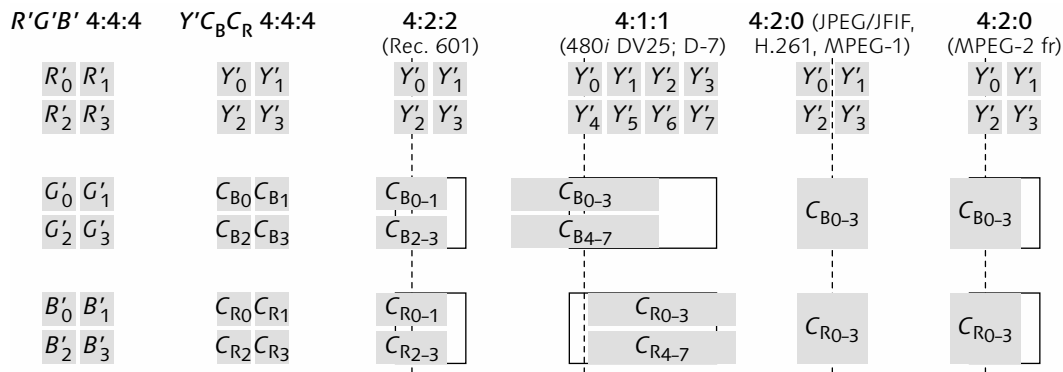 R'G'B' 4:4:4 Y'CBCR 4:4:4 4:2:2 4:1:1 4:2:0 (JPEG/JFIF, 4:2:0
(Rec. 601) (480i DV25; D-7) H.261, MPEG-1) (MPEG-2 fr)
R'0 R'1 Y'0 Y'1 Y'0 Y'1 Y'0 Y'1 Y'2 Y'3 Y'0 Y'1 Y'0 Y'1
R'2 R'3 Y'2 Y'3 Y'2 Y'3 Y'4 Y'5 Y'6 Y'7 Y'2 Y'3 Y'2 Y'3
G'0 G'1 CB0 CB1 CB0–1 CB0–3
CB0–3 CB0–3
G'2 G'3 CB2 CB3 CB2–3 CB4–7
B'0 B'1 CR0 CR1 CR0–1 CR0–3
CR0–3 CR0–3
B'2 B'3 CR2 CR3 CR2–3 CR4–7